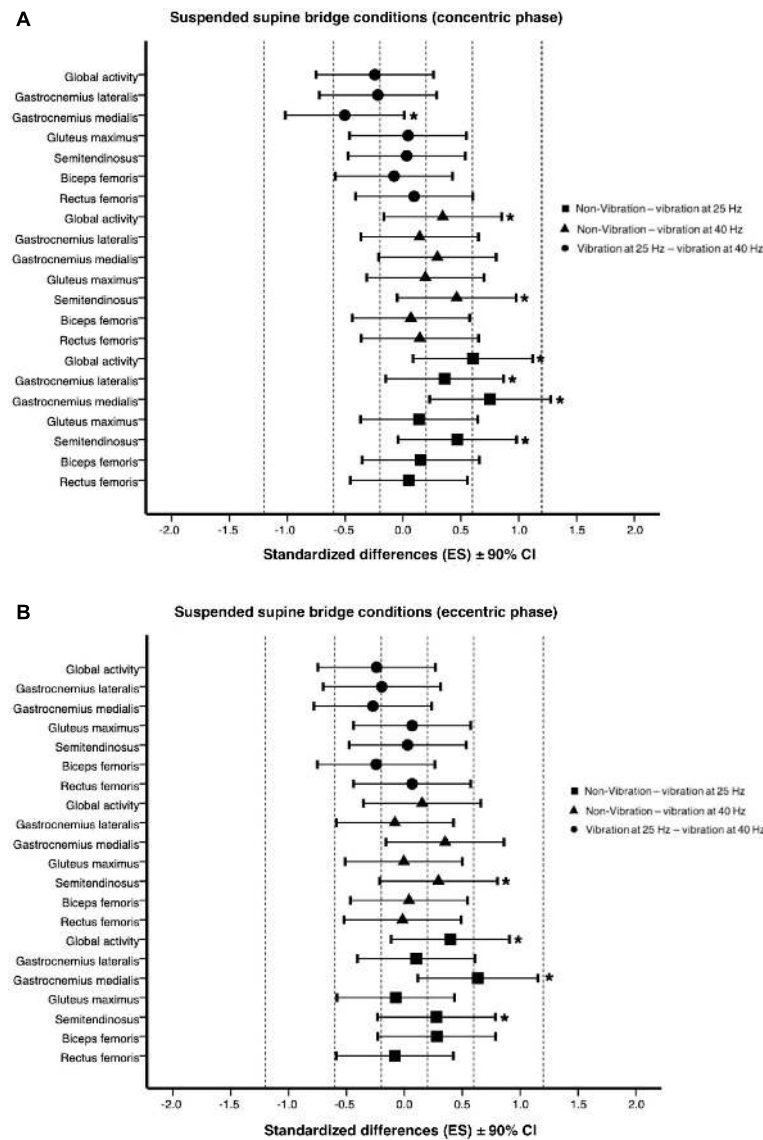 A
Suspended supine bridge conditions (concentric phase)
Global activity
Gastrocnemius lateralis
Gastrocnemius medialis
*
Gluteus maximus
Semitendinosus
Biceps femoris
Rectus femoris
Global activity
*
Gastrocnemius lateralis
Gastrocnemius medialis
Gluteus maximus
Semitendinosus
*
Biceps femoris
Rectus femoris
Global activity
*
Gastrocnemius lateralis
*
Gastrocnemius medialis
*
Gluteus maximus
Semitendinosus
*
Biceps femoris
Rectus femoris
Non-Vibration – vibration at 25 Hz
Non-Vibration – vibration at 40 Hz
Vibration at 25 Hz – vibration at 40 Hz
-2.0 -1.0 -0.5 0.0 0.5 1.0 1.5 2.0
Standardized differences (ES) ± 90% CI
B
Suspended supine bridge conditions (eccentric phase)
Global activity
Gastrocnemius lateralis
Gastrocnemius medialis
Gluteus maximus
Semitendinosus
Biceps femoris
Rectus femoris
Global activity
Gastrocnemius lateralis
Gastrocnemius medialis
Gluteus maximus
Semitendinosus
*
Biceps femoris
Rectus femoris
Global activity
*
Gastrocnemius lateralis
Gastrocnemius medialis
*
Gluteus maximus
Semitendinosus
*
Biceps femoris
Rectus femoris
Non-Vibration – vibration at 25 Hz
Non-Vibration – vibration at 40 Hz
Vibration at 25 Hz – vibration at 40 Hz
-2.0 -1.0 -0.5 0.0 0.5 1.0 1.5 2.0
Standardized differences (ES) ± 90% CI